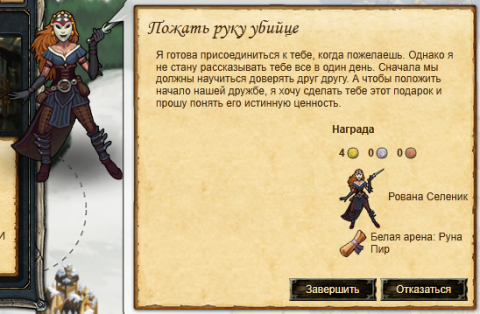 Пожать руку убийце
Я готова присоединиться к тебе, когда пожелаешь. Однако я
не стану рассказывать тебе все в один день. Сначала мы
должны научиться доверять друг другу. А чтобы положить
начало нашей дружбе, я хочу сделать тебе этот подарок и
прошу понять его истинную ценность.
Награда
4 0 0
Рована Селеник
Белая арена: Руна
Пир
Завершить Отказаться